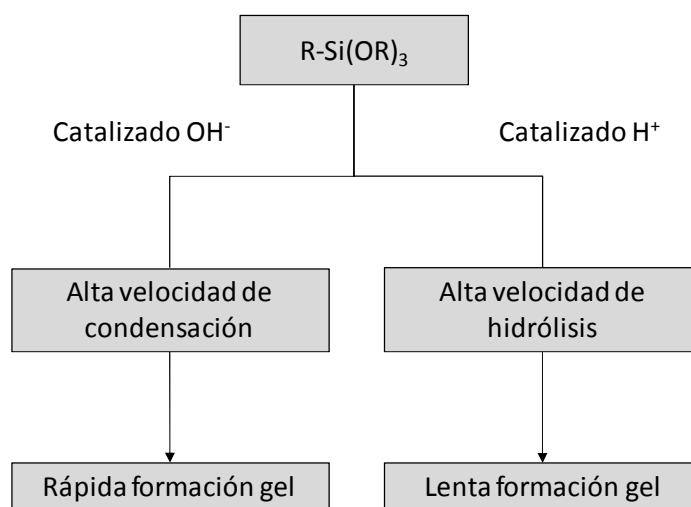 R-Si(OR)₃
Catalizado OH⁻
Catalizado H⁺
Alta velocidad de
condensación
Alta velocidad de
hidrólisis
Rápida formación gel
Lenta formación gel